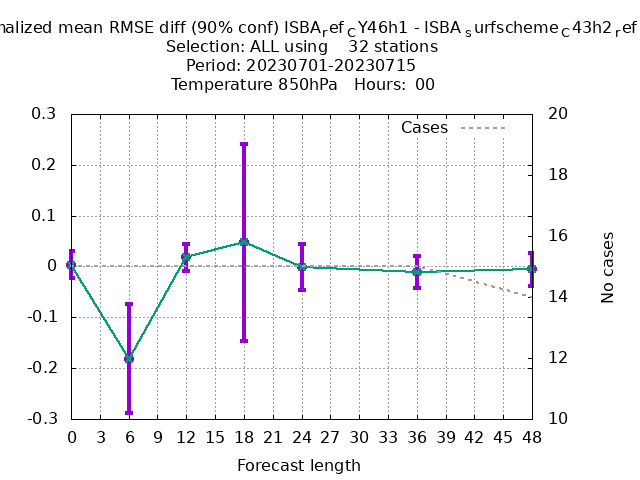 nalized mean RMSE diff (90% conf) ISBA_ref_CY46h1 - ISBA_surfscheme_C43h2_ref
Selection: ALL using    32 stations
Period: 20230701-20230715
Temperature 850hPa   Hours:  00
0.3
0.2
0.1
0
-0.1
-0.2
-0.3
Cases
20
18
16
14
12
10
No cases
0 3 6 9 12 15 18 21 24 27 30 33 36 39 42 45 48
Forecast length